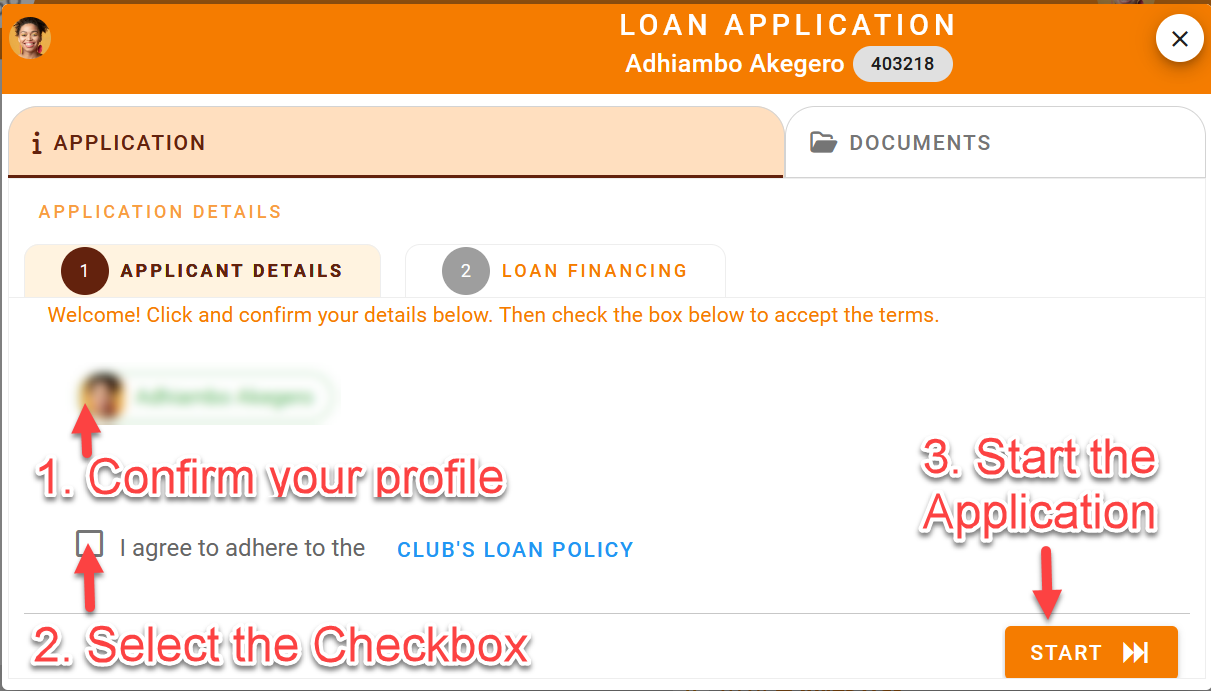 LOAN APPLICATION
Adhiambo Akegero 403218
APPLICATION
DOCUMENTS
APPLICATION DETAILS
1 APPLICANT DETAILS
2 LOAN FINANCING
Welcome! Click and confirm your details below. Then check the box below to accept the terms.
Adhiambo Akegero
1. Confirm your profile
3. Start the
Application
I agree to adhere to the CLUB'S LOAN POLICY
2. Select the Checkbox
START